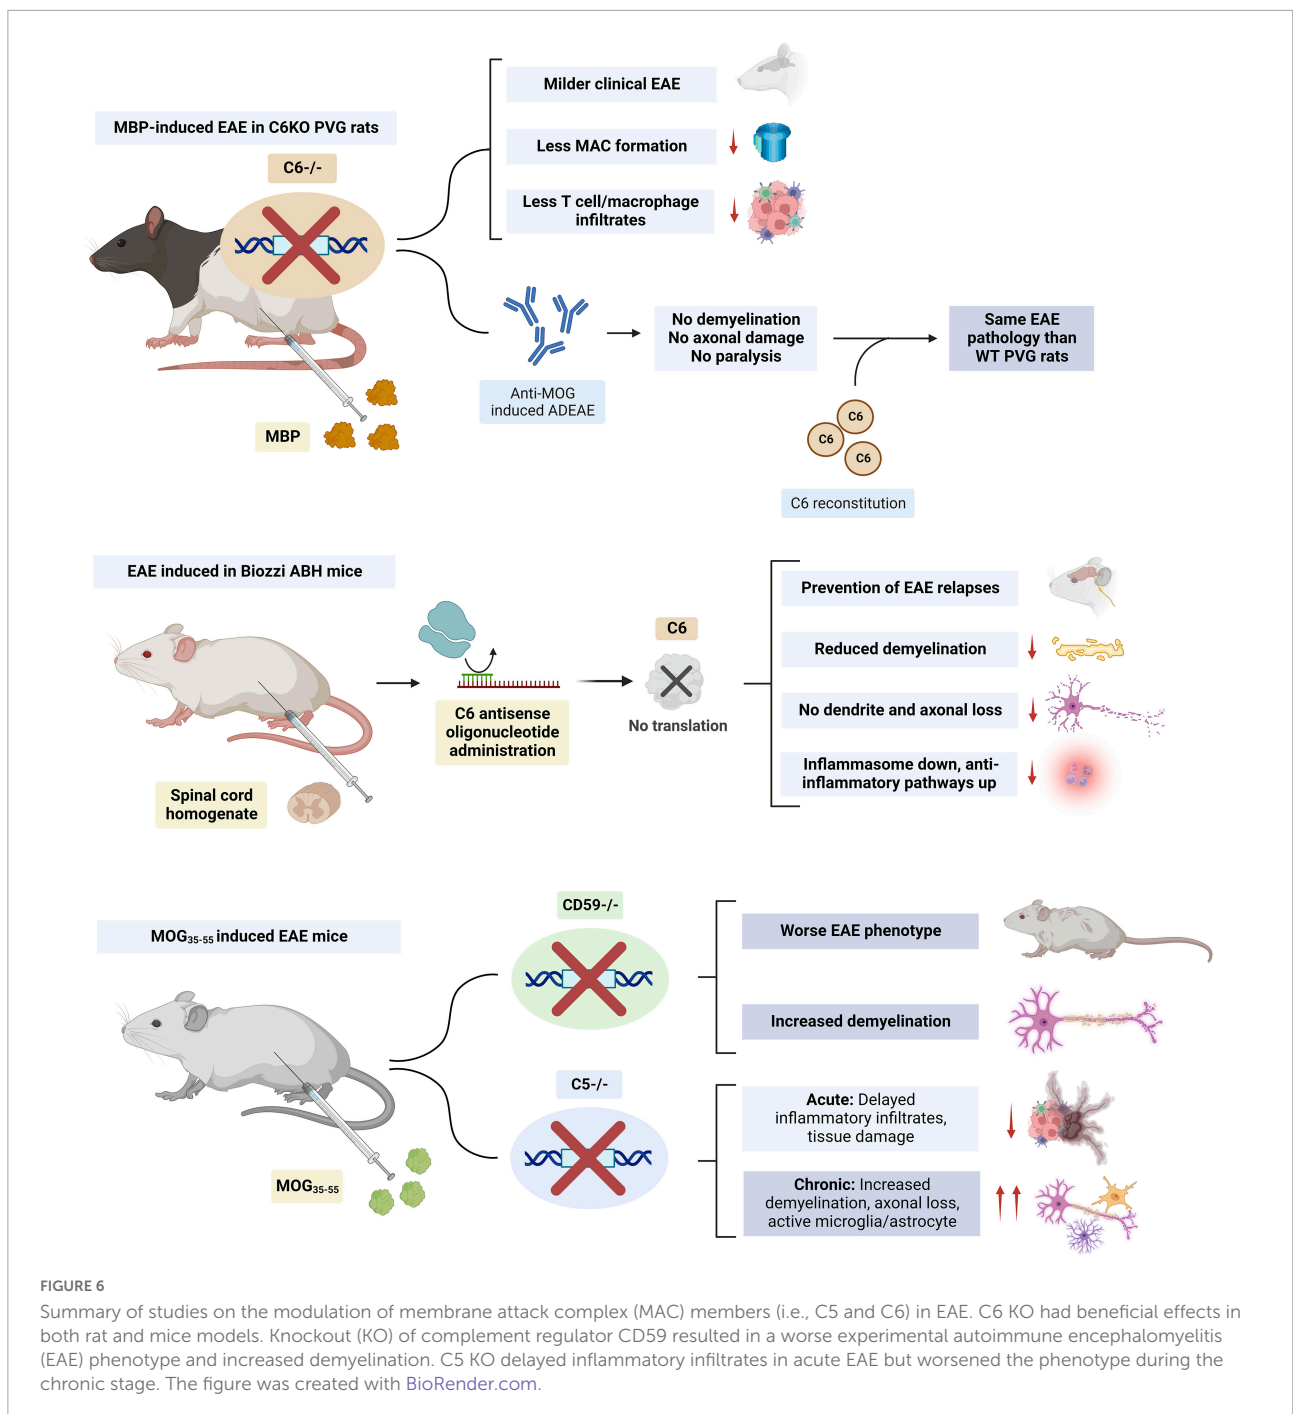 MBP-induced EAE in C6KO PVG rats
C6-/-
MBP
Milder clinical EAE
Less MAC formation
Less T cell/macrophage
infiltrates
Anti-MOG
induced ADEAE
No demyelination
No axonal damage
No paralysis
C6
C6
C6
C6 reconstitution
Same EAE
pathology than
WT PVG rats
EAE induced in Biozzi ABH mice
Spinal cord
homogenate
C6 antisense
oligonucleotide
administration
C6
No translation
Prevention of EAE relapses
Reduced demyelination
No dendrite and axonal loss
Inflammasome down, anti-
inflammatory pathways up
MOG35-55 induced EAE mice
MOG35-55
CD59-/-
Worse EAE phenotype
Increased demyelination
C5-/-
Acute: Delayed
inflammatory infiltrates,
tissue damage
Chronic: Increased
demyelination, axonal loss,
active microglia/astrocyte
FIGURE 6
Summary of studies on the modulation of membrane attack complex (MAC) members (i.e., C5 and C6) in EAE. C6 KO had beneficial effects in
both rat and mice models. Knockout (KO) of complement regulator CD59 resulted in a worse experimental autoimmune encephalomyelitis
(EAE) phenotype and increased demyelination. C5 KO delayed inflammatory infiltrates in acute EAE but worsened the phenotype during the
chronic stage. The figure was created with BioRender.com.